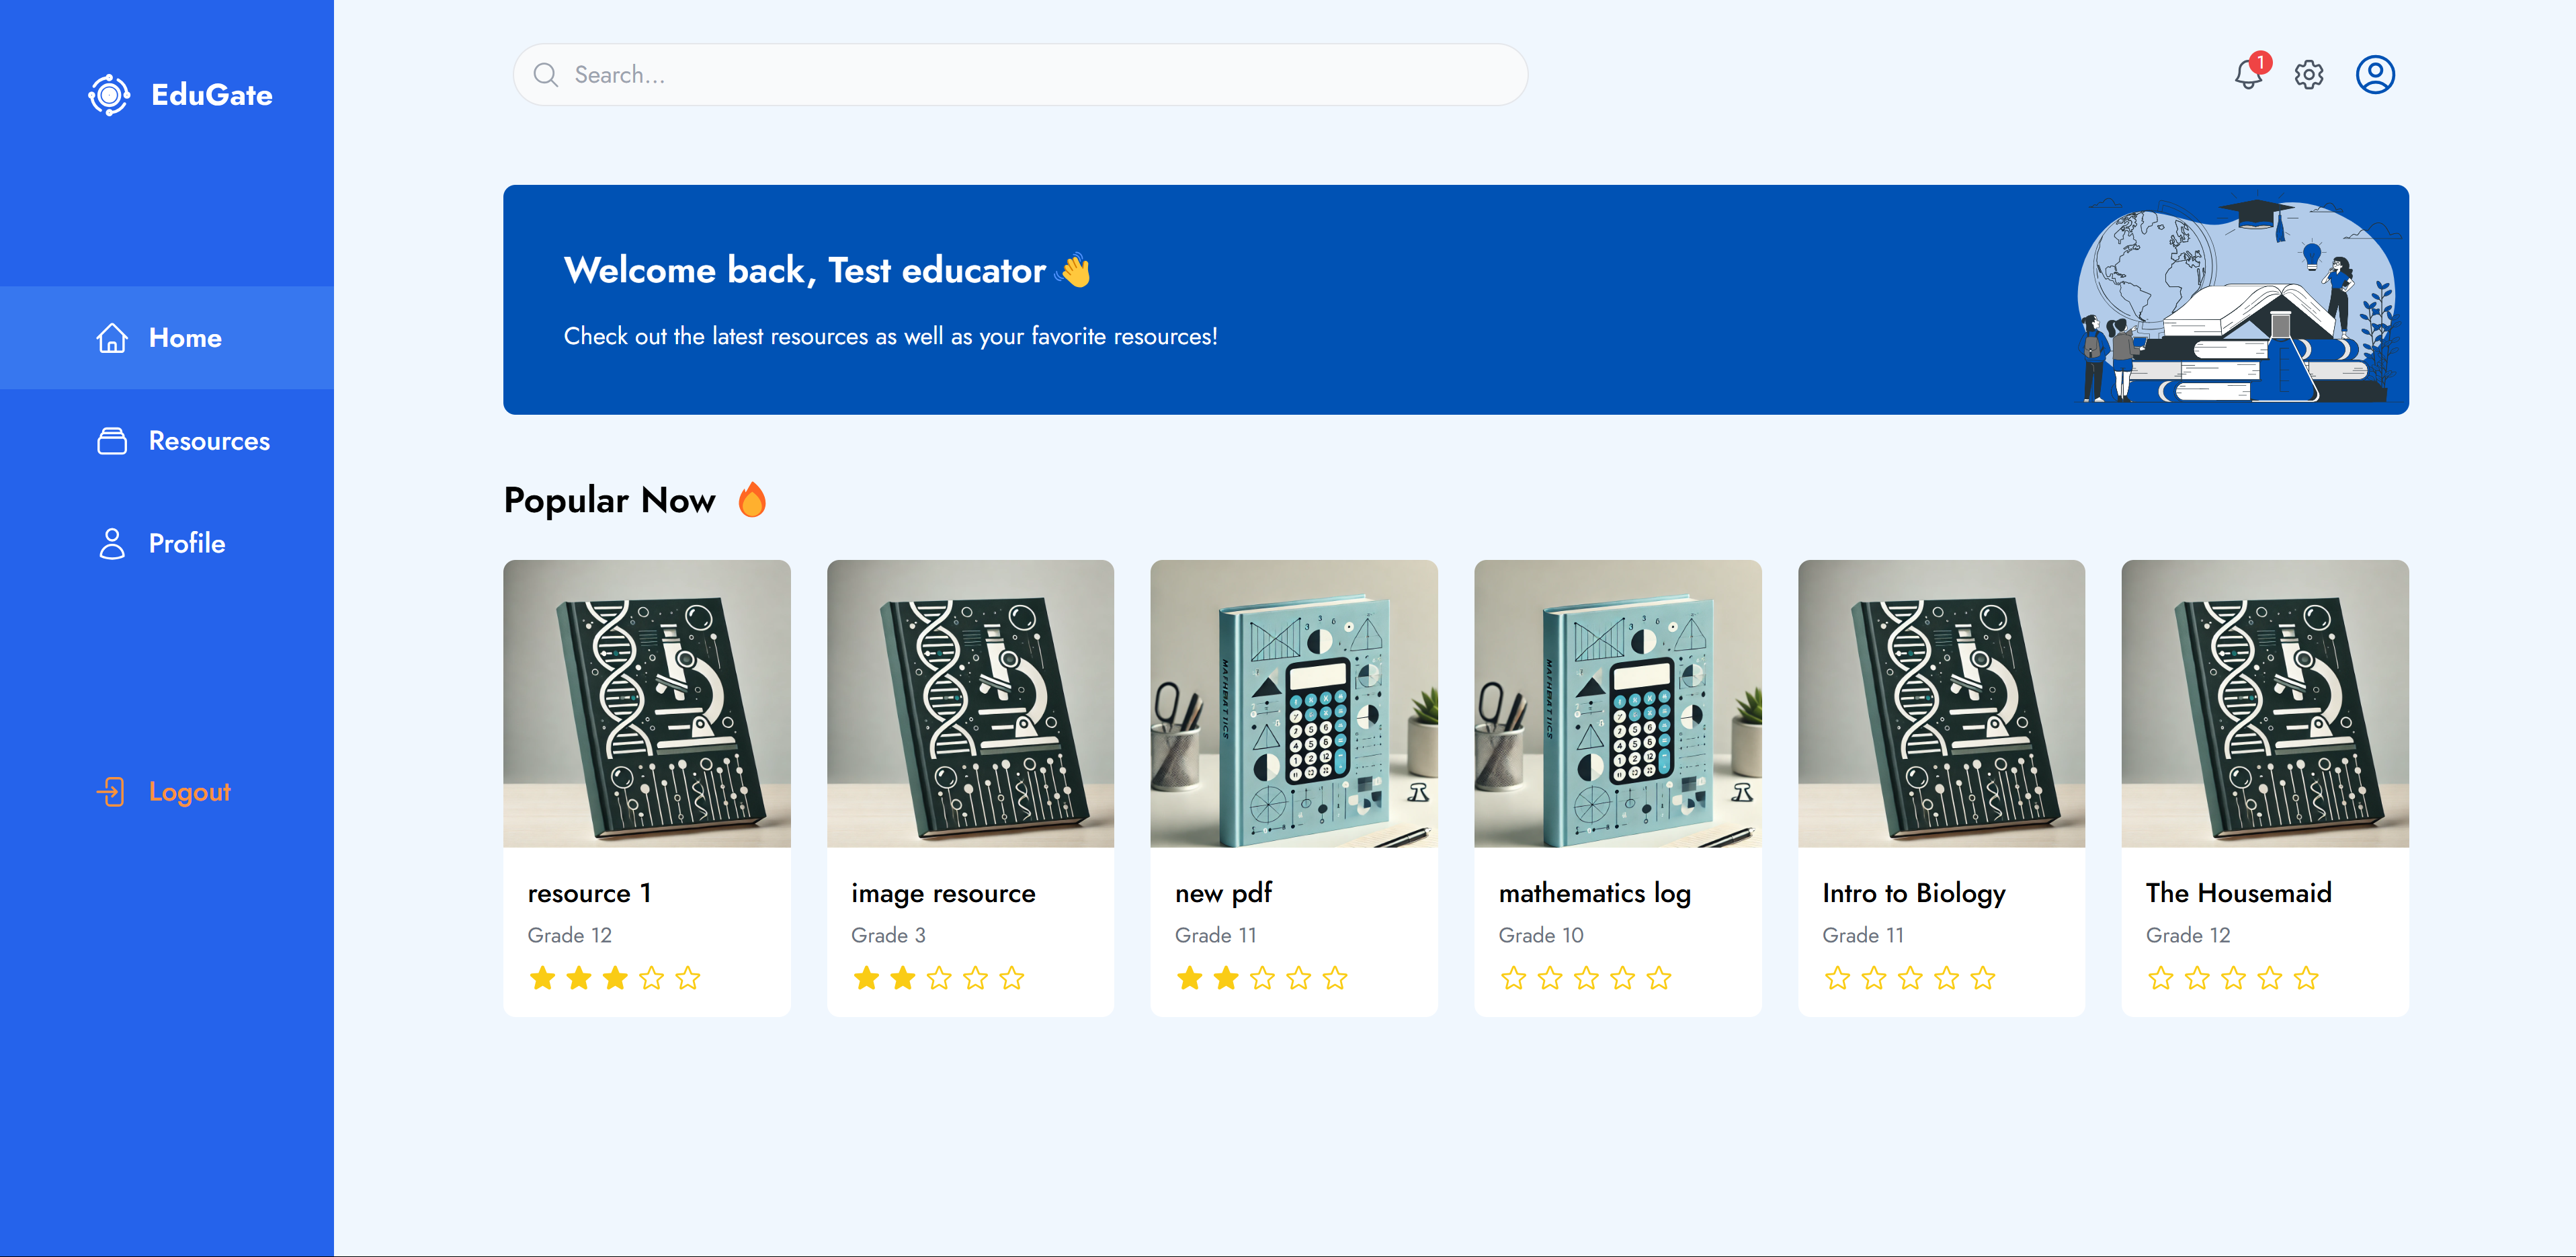 EduGate
Search...
1
Home
Resources
Profile
Logout
Welcome back, Test educator 👋
Check out the latest resources as well as your favorite resources!
Popular Now 🔥
MATHEMATICS
MATHEMATICS
resource 1
Grade 12
image resource
Grade 3
new pdf
Grade 11
mathematics log
Grade 10
Intro to Biology
Grade 11
The Housemaid
Grade 12